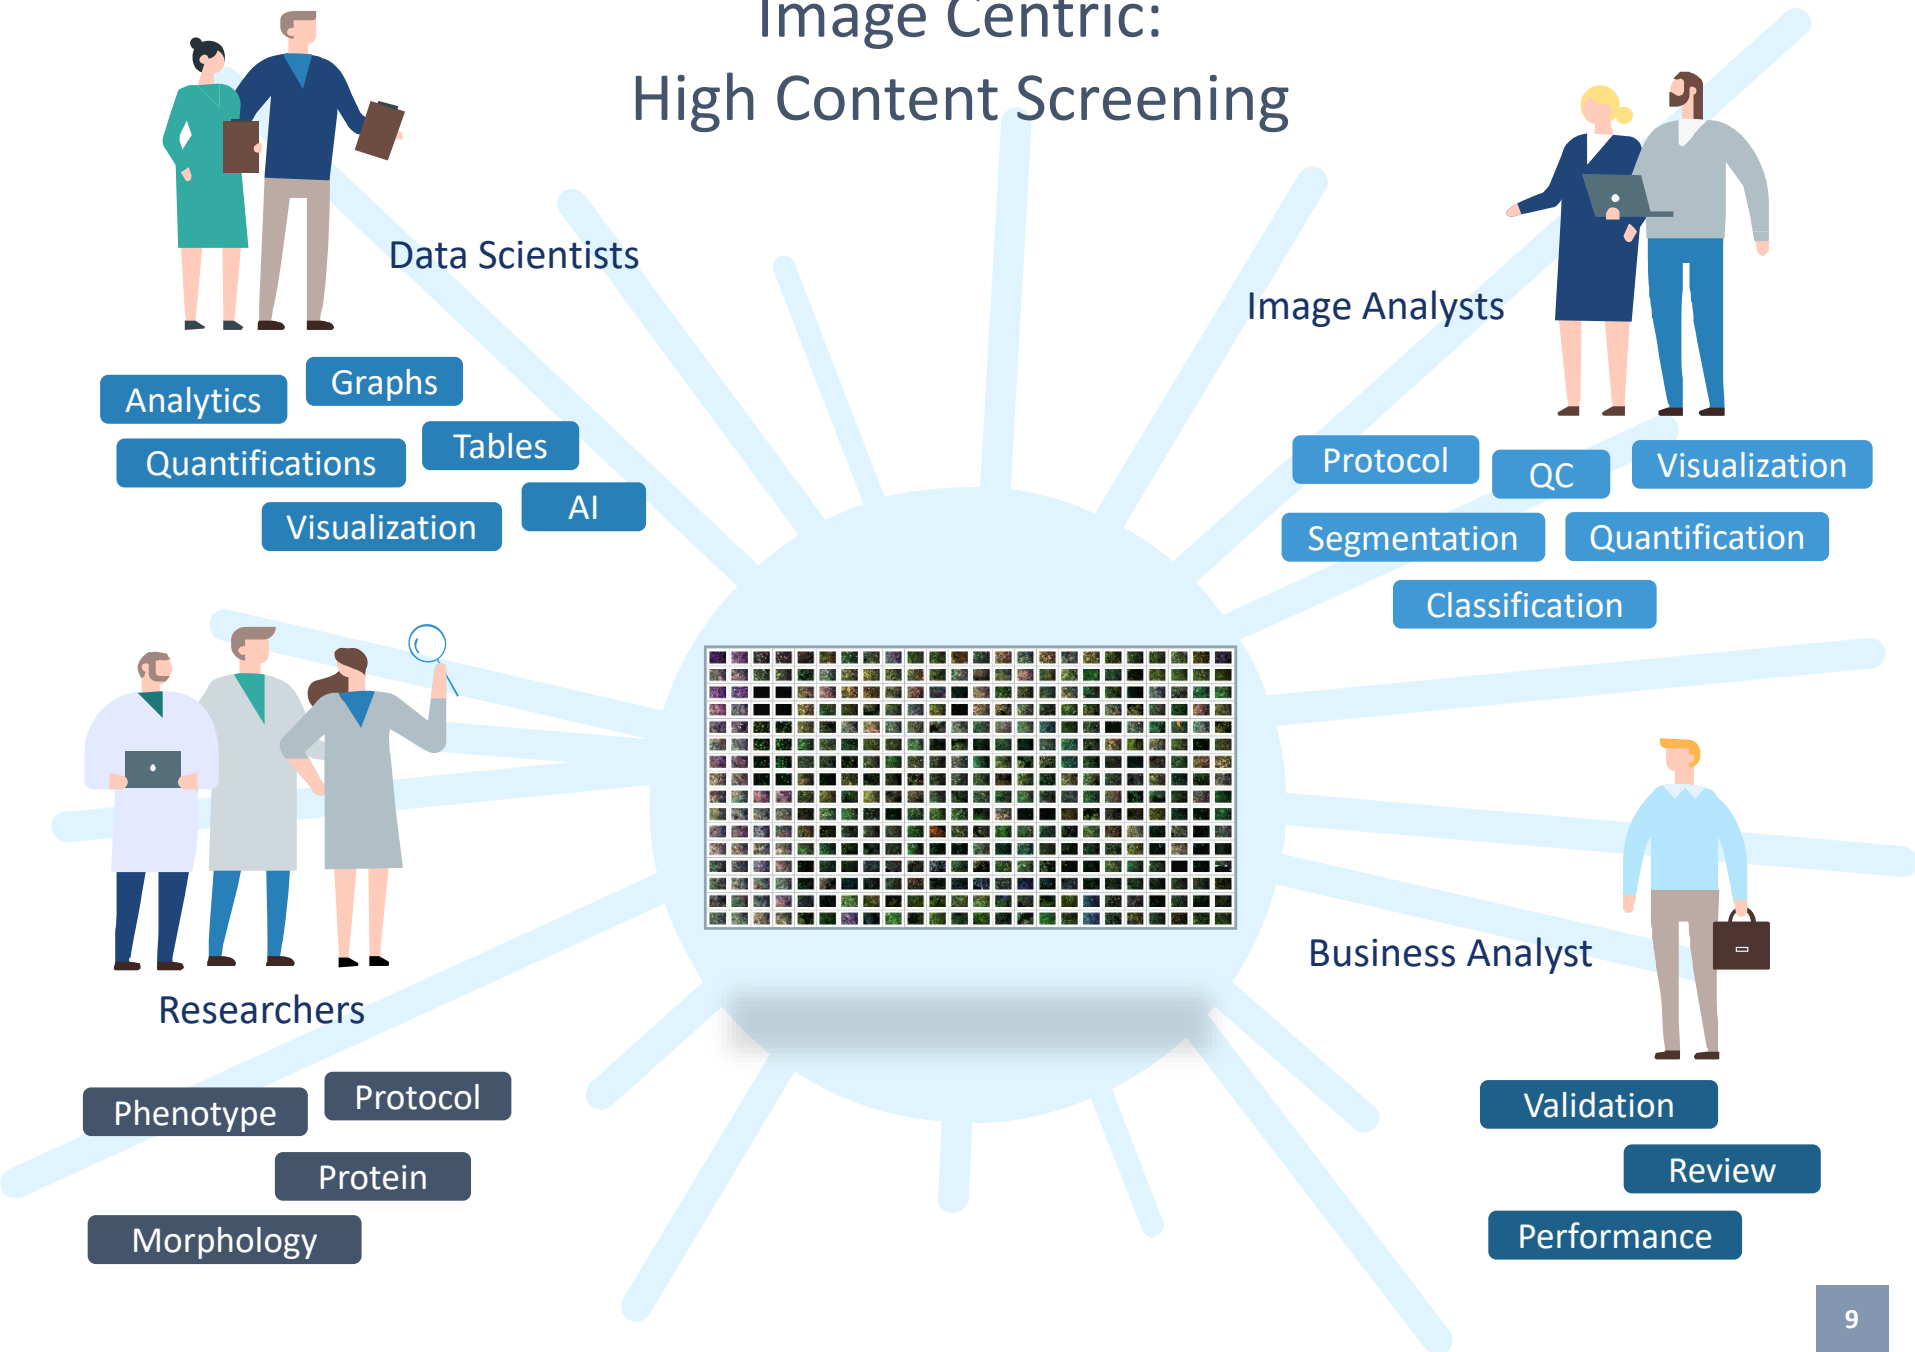 Image Centric:
High Content Screening
Data Scientists
Analytics
Graphs
Quantifications
Tables
Visualization
AI
Image Analysts
Protocol
QC
Visualization
Segmentation
Quantification
Classification
Researchers
Phenotype
Protocol
Protein
Morphology
Business Analyst
Validation
Review
Performance
9